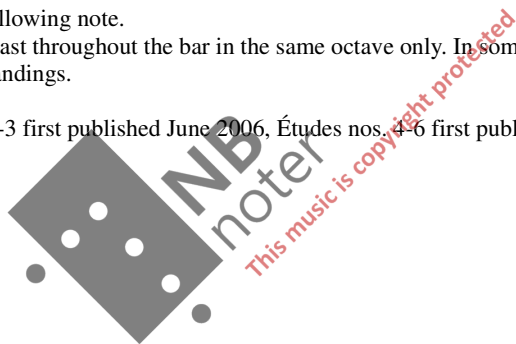 llowing note.
ast throughout the bar in the same octave only. In som
andings.
-3 first published June 2006, Études nos. 4-6 first publ
NB
noter
This music is copyright protected